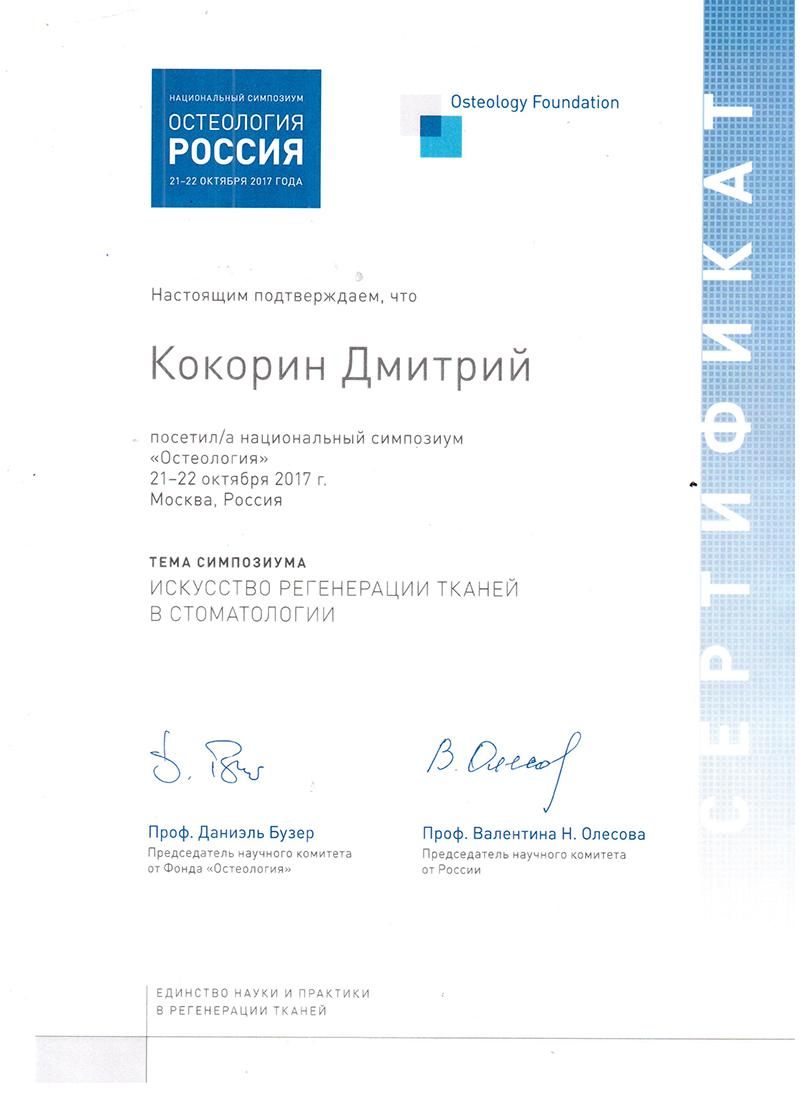 НАЦИОНАЛЬНЫЙ СИМПОЗИУМ
ОСТЕОЛОГИЯ
РОССИЯ
21–22 ОКТЯБРЯ 2017 ГОДА
Osteology Foundation
СЕРТИФИКАТ
Настоящим подтверждаем, что
Кокорин Дмитрий
посетил/а национальный симпозиум
«Остеология»
21–22 октября 2017 г.
Москва, Россия
ТЕМА СИМПОЗИУМА
ИСКУССТВО РЕГЕНЕРАЦИИ ТКАНЕЙ
В СТОМАТОЛОГИИ
В. Олесов
Проф. Даниэль Бузер
Председатель научного комитета
от Фонда «Остеология»
Проф. Валентина Н. Олесова
Председатель научного комитета
от России
ЕДИНСТВО НАУКИ И ПРАКТИКИ
В РЕГЕНЕРАЦИИ ТКАНЕЙ